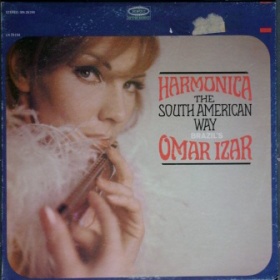 HARMONICA
THE
SOUTH AMERICAN
WAY
BRAZIL'S
OMAR IZAR